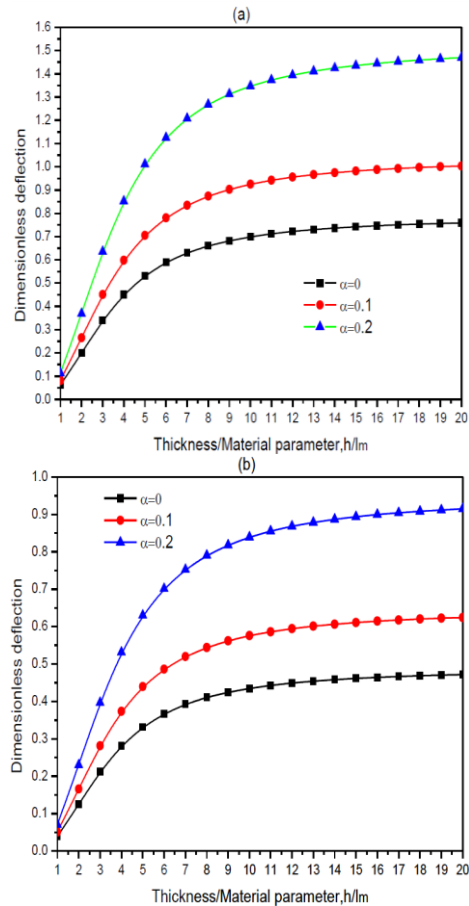 (a)
1.6
1.5
1.4
1.3
1.2
1.1
1.0
0.9
0.8
0.7
0.6
0.5
0.4
0.3
0.2
0.1
0.0
Dimensionless deflection
α=0
α=0.1
α=0.2
1 2 3 4 5 6 7 8 9 10 11 12 13 14 15 16 17 18 19 20
Thickness/Material parameter,h/lm
(b)
1.0
0.9
0.8
0.7
0.6
0.5
0.4
0.3
0.2
0.1
0.0
Dimensionless deflection
α=0
α=0.1
α=0.2
1 2 3 4 5 6 7 8 9 10 11 12 13 14 15 16 17 18 19 20
Thickness/Material parameter,h/lm